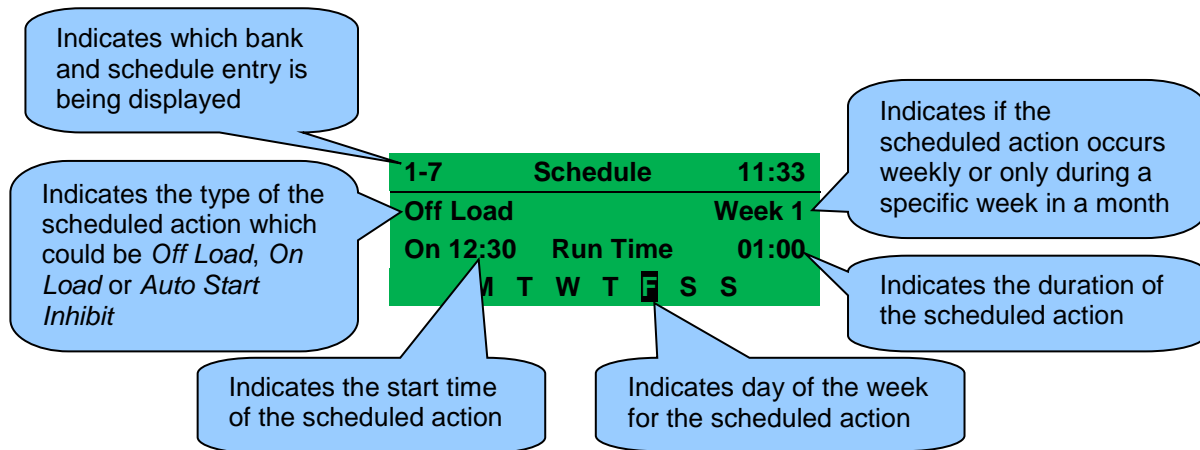 Indicates which bank
and schedule entry is
being displayed
Indicates the type of the
scheduled action which
could be Off Load, On
Load or Auto Start
Inhibit
1-7 Schedule 11:33
Off Load Week 1
On 12:30 Run Time 01:00
M T W T F S S
Indicates if the
scheduled action occurs
weekly or only during a
specific week in a month
Indicates the duration of
the scheduled action
Indicates the start time
of the scheduled action
Indicates day of the week
for the scheduled action